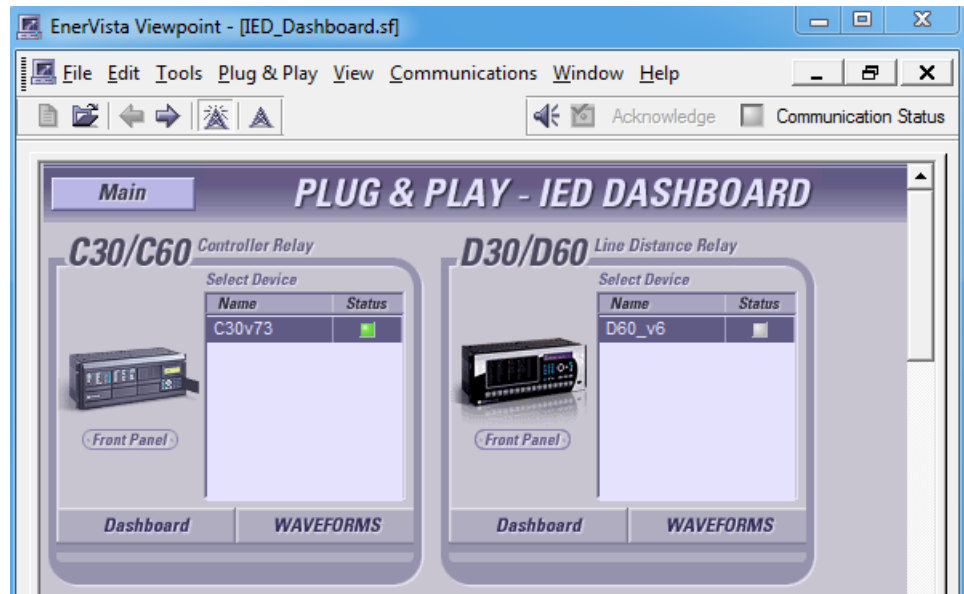 EnerVista Viewpoint - [IED_Dashboard.sf]
File Edit Tools Plug & Play View Communications Window Help
Acknowledge Communication Status
Main
PLUG & PLAY - IED DASHBOARD
C30/C60 Controller Relay
Select Device
Name Status
C30v73
Front Panel
Dashboard WAVEFORMS
D30/D60 Line Distance Relay
Select Device
Name Status
D60_v6
Front Panel
Dashboard WAVEFORMS